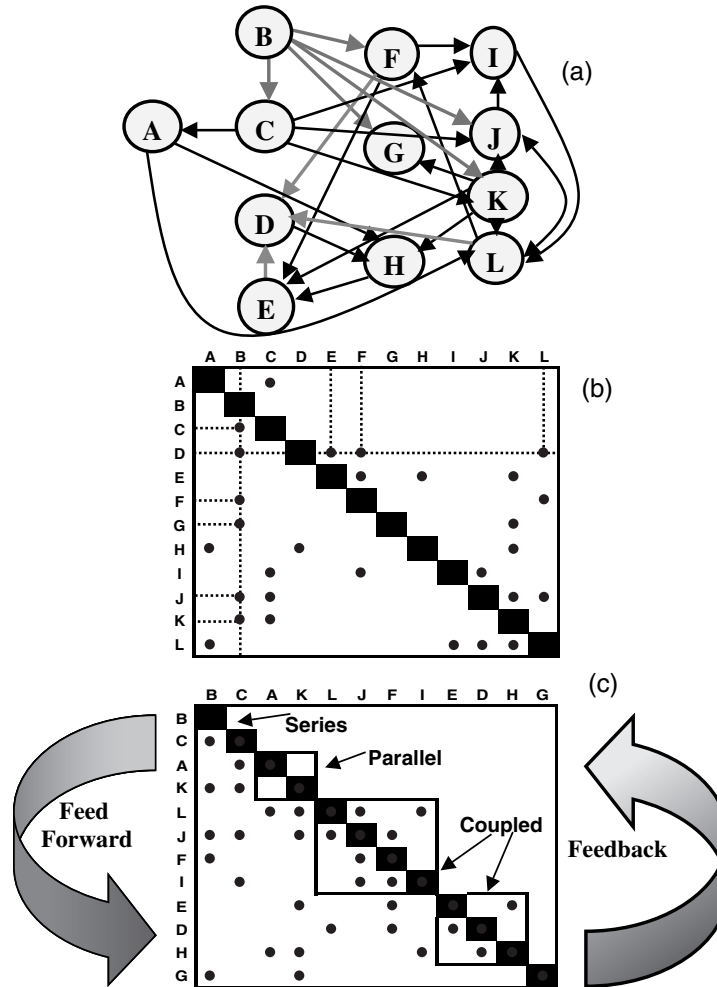 B
F
I
(a)
A
C
J
G
K
D
H
L
E
A B C D E F G H I J K L
(b)
A
B
C
D
E
F
G
H
I
J
K
L
(c)
B C A K L J F I E D H G
B
Series
C
A
Parallel
K
Feed
Forward
L
J
Coupled
F
Feedback
I
E
D
H
G